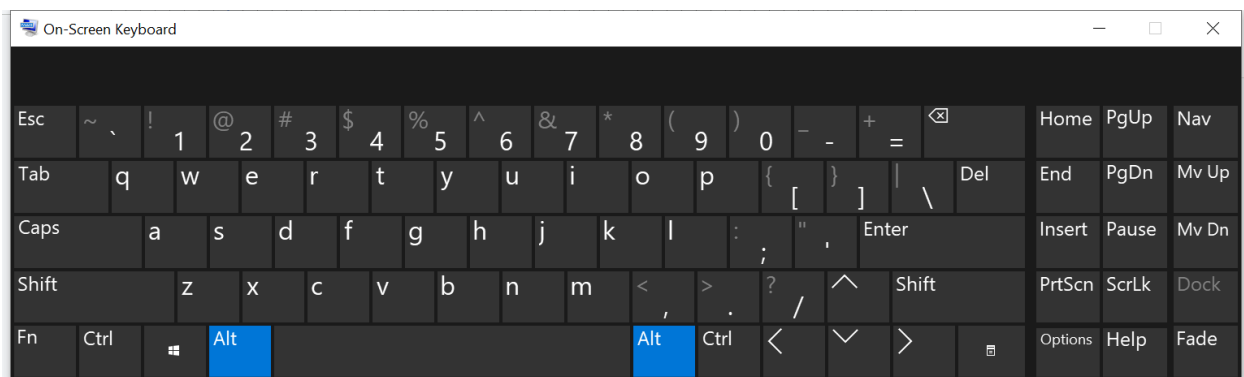 On-Screen Keyboard
Esc ~ ` ! 1 @ 2 # 3 $ 4 % 5 ^ 6 & 7 * 8 ( 9 ) 0 _ - + = Home PgUp Nav
Tab q w e r t y u i o p { [ } ] | \ Del End PgDn Mv Up
Caps a s d f g h j k l : ; " ' Enter Insert Pause Mv Dn
Shift z x c v b n m < , > . ? / Shift PrtScn ScrLk Dock
Fn Ctrl Alt Alt Ctrl Options Help Fade